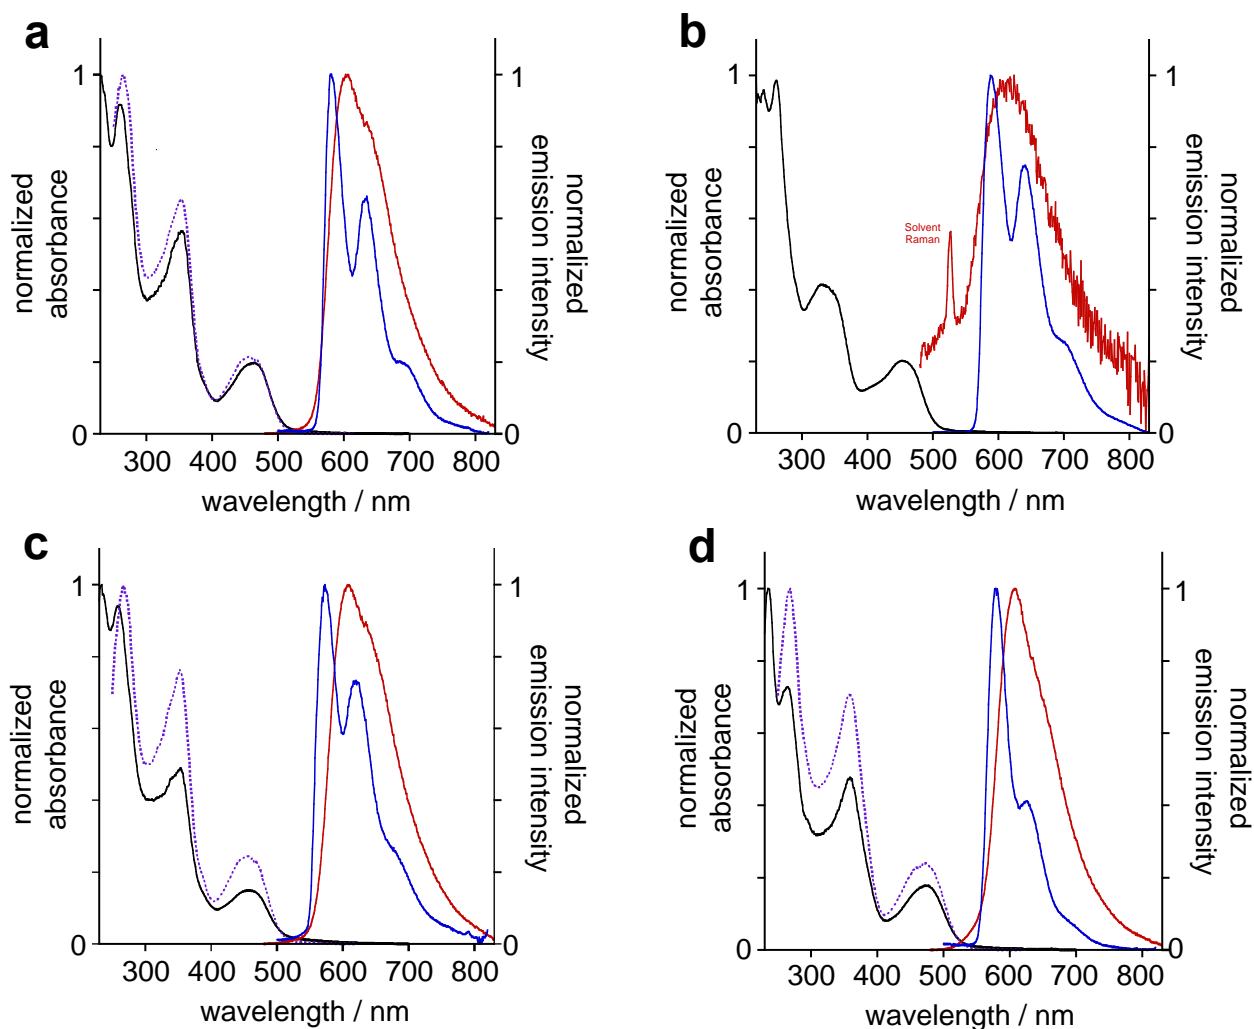 a
1
0
normalized
absorbance
1
0
normalized
emission intensity
300 400 500 600 700 800
wavelength / nm
b
1
0
normalized
absorbance
Solvent
Raman
1
0
normalized
emission intensity
300 400 500 600 700 800
wavelength / nm
c
1
0
normalized
absorbance
1
0
normalized
emission intensity
300 400 500 600 700 800
wavelength / nm
d
1
0
normalized
absorbance
1
0
normalized
emission intensity
300 400 500 600 700 800
wavelength / nm